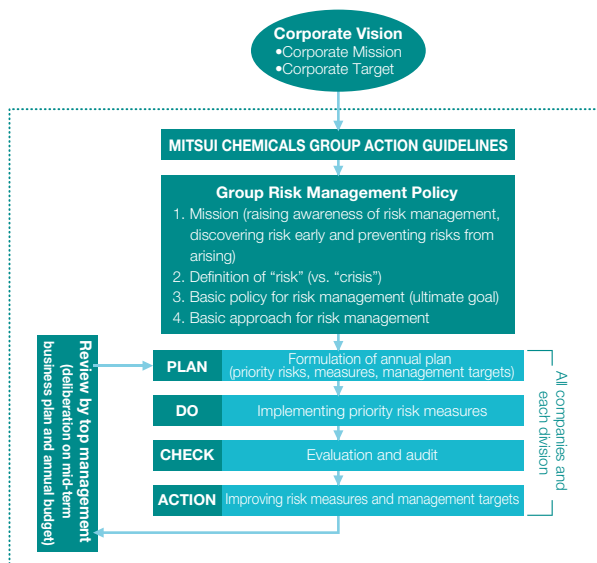 Corporate Vision
•Corporate Mission
•Corporate Target
MITSUI CHEMICALS GROUP ACTION GUIDELINES
Group Risk Management Policy
1. Mission (raising awareness of risk management,
discovering risk early and preventing risks from
arising)
2. Definition of “risk” (vs. “crisis”)
3. Basic policy for risk management (ultimate goal)
4. Basic approach for risk management
Review by top management
(deliberation on mid-term
business plan and annual budget)
PLAN
Formulation of annual plan
(priority risks, measures, management targets)
DO
Implementing priority risk measures
CHECK
Evaluation and audit
ACTION
Improving risk measures and management targets
All companies and
each division